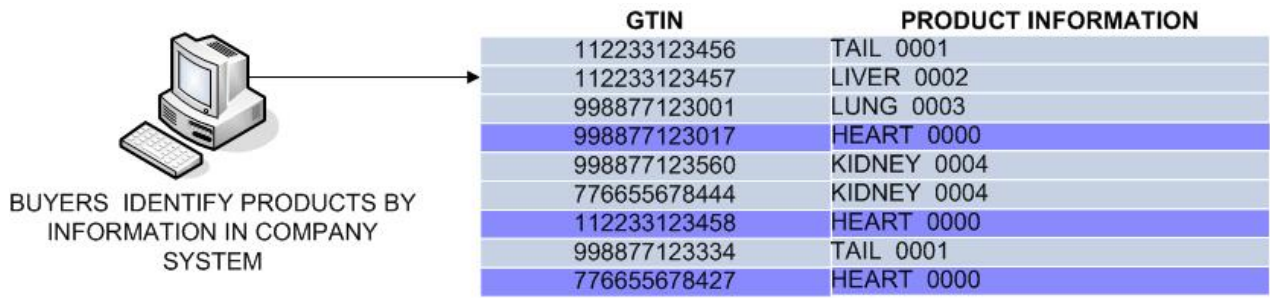 GTIN PRODUCT INFORMATION
112233123456 TAIL 0001
112233123457 LIVER 0002
998877123001 LUNG 0003
998877123017 HEART 0000
998877123560 KIDNEY 0004
776655678444 KIDNEY 0004
112233123458 HEART 0000
998877123334 TAIL 0001
776655678427 HEART 0000
BUYERS IDENTIFY PRODUCTS BY
INFORMATION IN COMPANY
SYSTEM